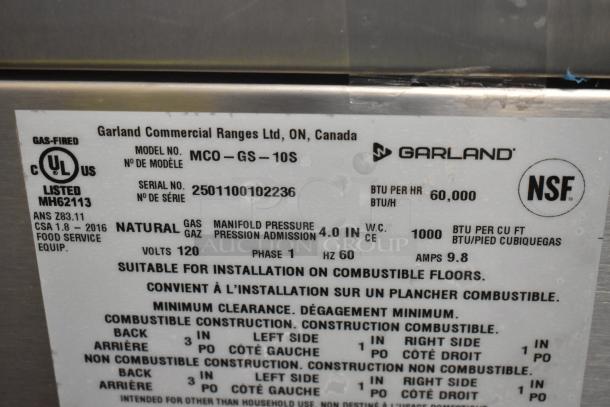 Garland Commercial Ranges Ltd, ON, Canada
GAS-FIRED
C UL US
LISTED
MH62113
ANS Z83.11
CSA 1.8 - 2016
FOOD SERVICE
EQUIP.
MODEL NO. MCO-GS-10S
Nº DE MODÈLE
GARLAND
SERIAL NO. 2501100102236
Nº DE SÉRIE
BTU PER HR 60,000
BTU/H
NSF
NATURAL GAS MANIFOLD PRESSURE 4.0 IN W.C. 1000 BTU PER CU FT
GAZ PRESSION ADMISSION CE BTU/PIED CUBIQUEGAS
VOLTS 120 PHASE 1 HZ 60 AMPS 9.8
AUCTION GROUP
SUITABLE FOR INSTALLATION ON COMBUSTIBLE FLOORS.
CONVIENT À L'INSTALLATION SUR UN PLANCHER COMBUSTIBLE.
MINIMUM CLEARANCE. DÉGAGEMENT MINIMUM.
COMBUSTIBLE CONSTRUCTION. CONSTRUCTION COMBUSTIBLE.
BACK 3 IN LEFT SIDE 1 IN RIGHT SIDE 1 IN
ARRIÈRE PO CÔTÉ GAUCHE PO CÔTÉ DROIT PO
NON COMBUSTIBLE CONSTRUCTION. CONSTRUCTION NON COMBUSTIBLE.
BACK 3 IN LEFT SIDE 1 IN RIGHT SIDE 1 IN
ARRIÈRE PO CÔTÉ GAUCHE PO CÔTÉ DROIT PO
INTENDED FOR OTHER THAN HOUSEHOLD USE. NON DESTINÉ À L'USAGE DOMESTIQUE